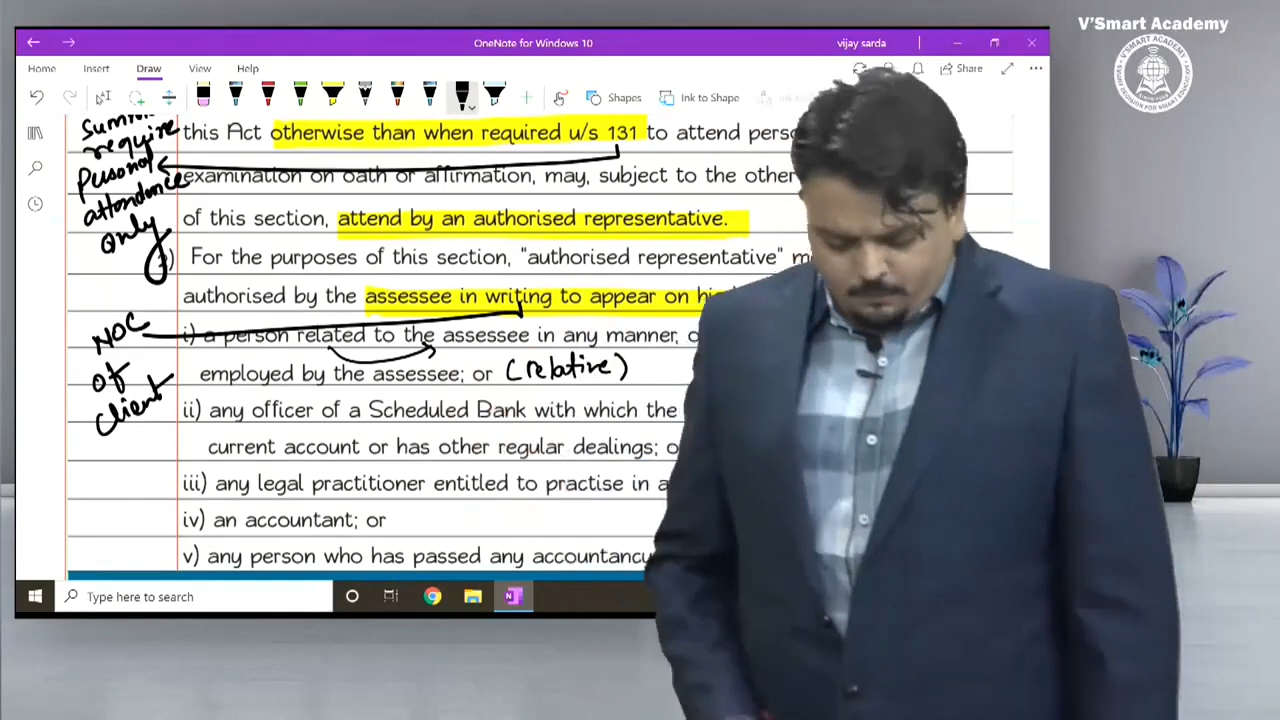 V'Smart Academy
OneNote for Windows 10
vijay sarda
Home Insert Draw View Help
Share
Shapes
Ink to Shape
require
personal
attendance
only
this Act otherwise than when required u/s 131 to attend
examination on oath or affirmation, may, subject to the other
of this section, attend by an authorised representative.
For the purposes of this section, "authorised representative"
authorised by the assessee in writing to appear on
NOC
of
client
i) a person related to the assessee in any manner,
employed by the assessee; or (relative)
ii) any officer of a Scheduled Bank with which the
current account or has other regular dealings;
iii) any legal practitioner entitled to practise in
iv) an accountant; or
v) any person who has passed any accountancy
Type here to search